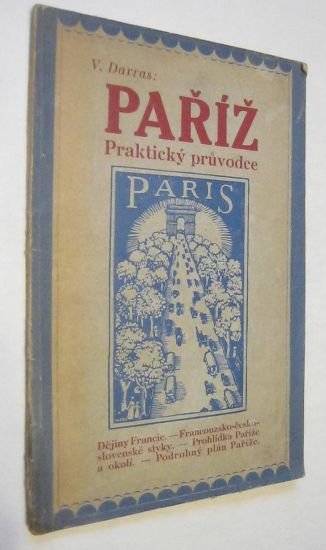 V. Darras:
PAŘÍŽ
Praktický průvodce
PARIS
Dějiny Francie. — Francouzsko-česko-
slovenské styky. — Prohlídka Paříže
a okolí. — Podrobný plán Paříže.